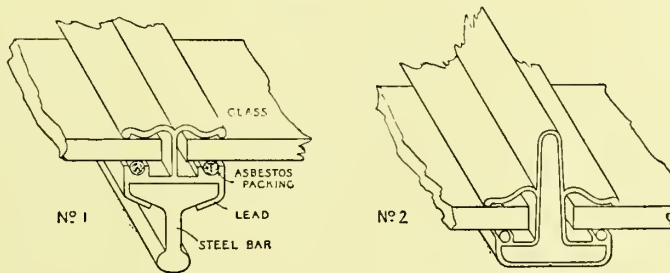 GLASS
ASBESTOS
PACKING
LEAD
STEEL BAR
Nº 1
Nº 2